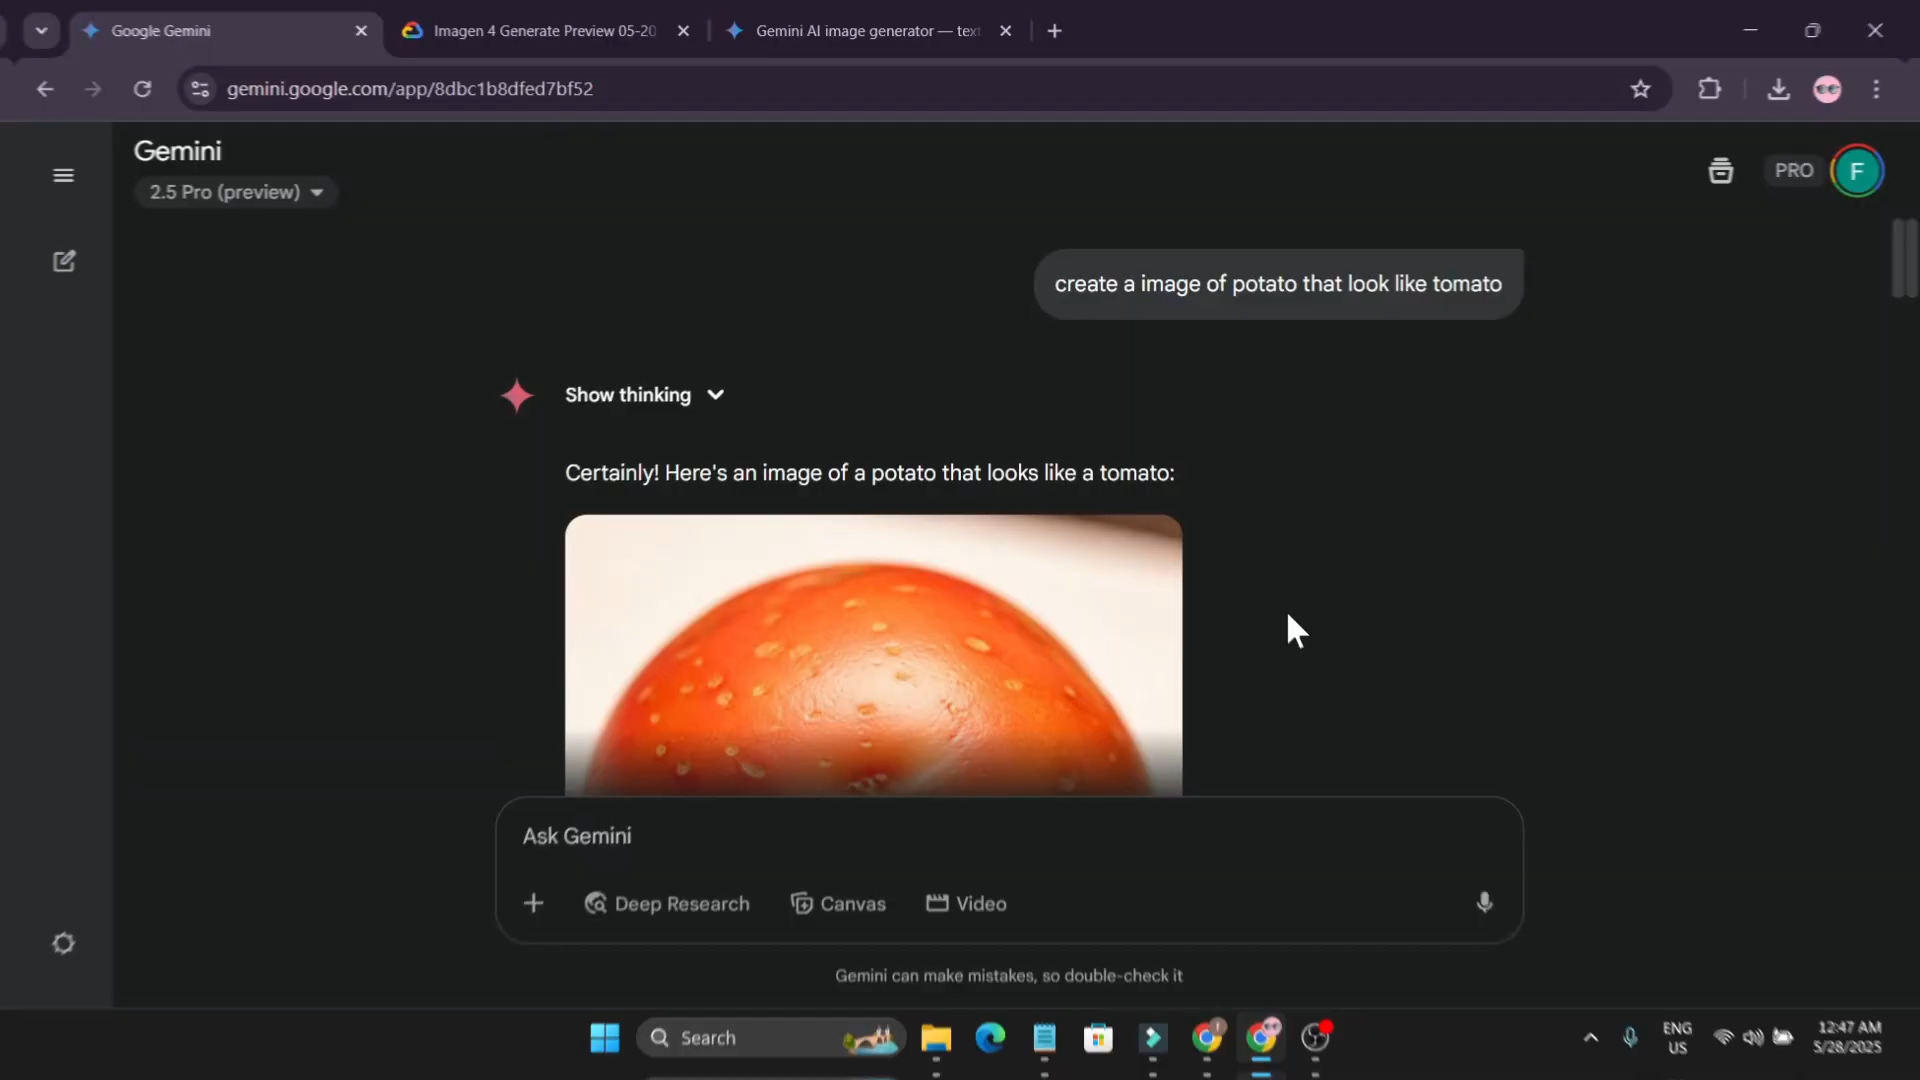 Google Gemini
Imagen 4 Generate Preview 05-20
Gemini AI image generator — text
gemini.google.com/app/8dbc1b8dfed7bf52
Gemini
2.5 Pro (preview)
PRO
F
create a image of potato that look like tomato
Show thinking
Certainly! Here's an image of a potato that looks like a tomato:
Ask Gemini
Deep Research
Canvas
Video
Gemini can make mistakes, so double-check it
Search
ENG
US
12:47 AM
5/28/2025